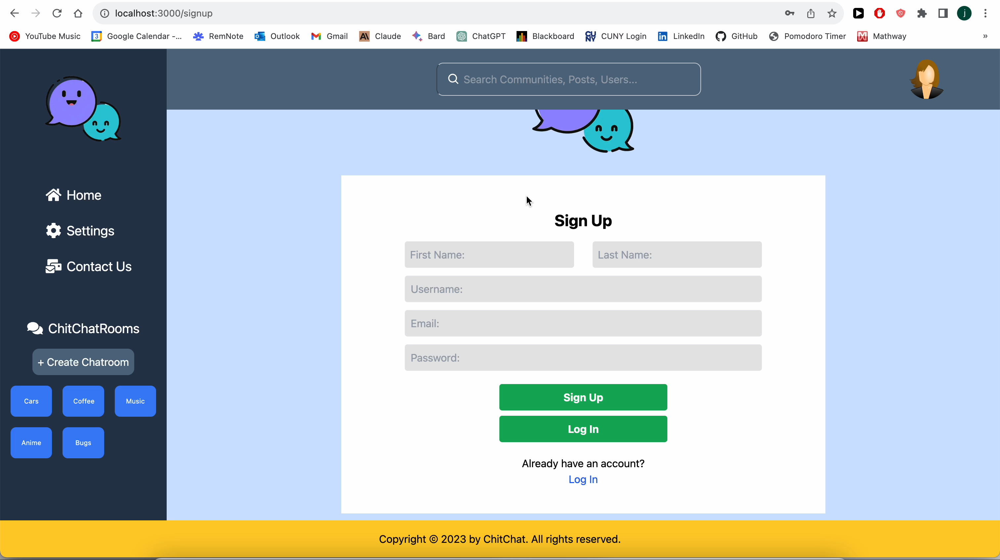 localhost:3000/signup
YouTube Music
3
Google Calendar -...
RemNote
Outlook
Gmail
Claude
Bard
ChatGPT
Blackboard
CUNY
CUNY Login
LinkedIn
GitHub
Pomodoro Timer
Mathway
»
j
Search Communities, Posts, Users...
Home
Settings
Contact Us
ChitChatRooms
+ Create Chatroom
Cars
Coffee
Music
Anime
Bugs
Sign Up
First Name:
Last Name:
Username:
Email:
Password:
Sign Up
Log In
Already have an account?
Log In
Copyright © 2023 by ChitChat. All rights reserved.